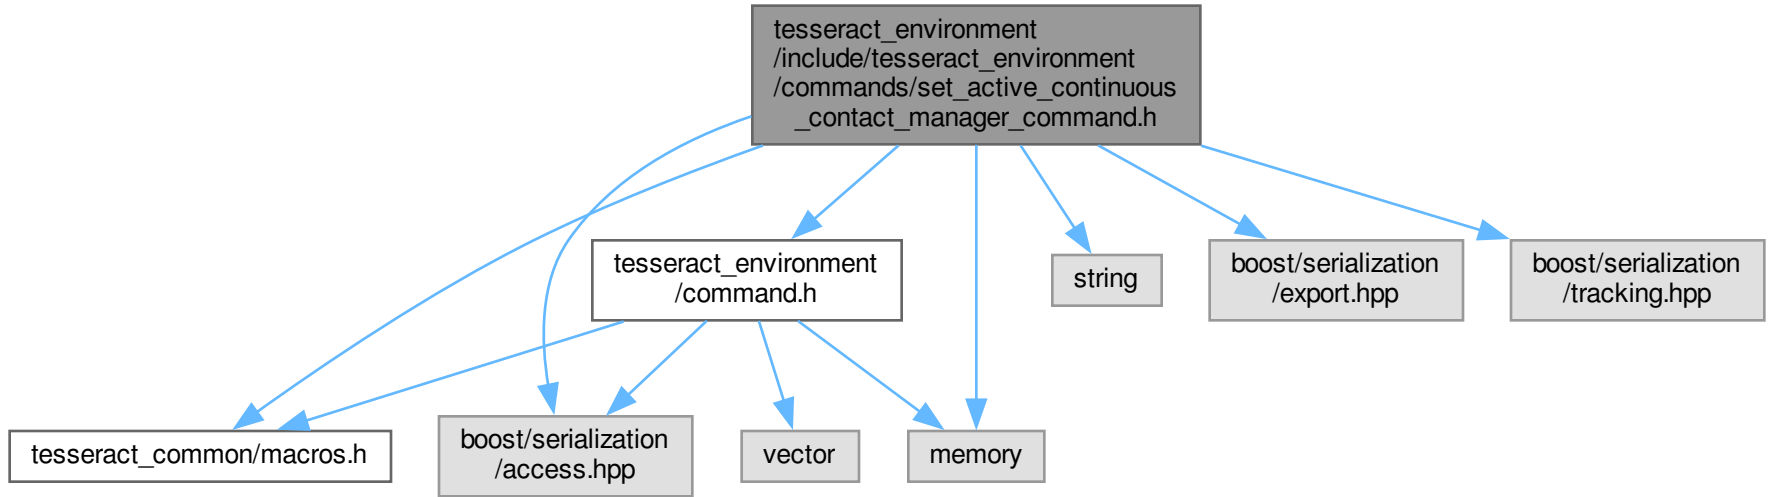 tesseract_environment
/include/tesseract_environment
/commands/set_active_continuous
_contact_manager_command.h
tesseract_environment
/command.h
string
boost/serialization
/export.hpp
boost/serialization
/tracking.hpp
tesseract_common/macros.h
boost/serialization
/access.hpp
vector
memory